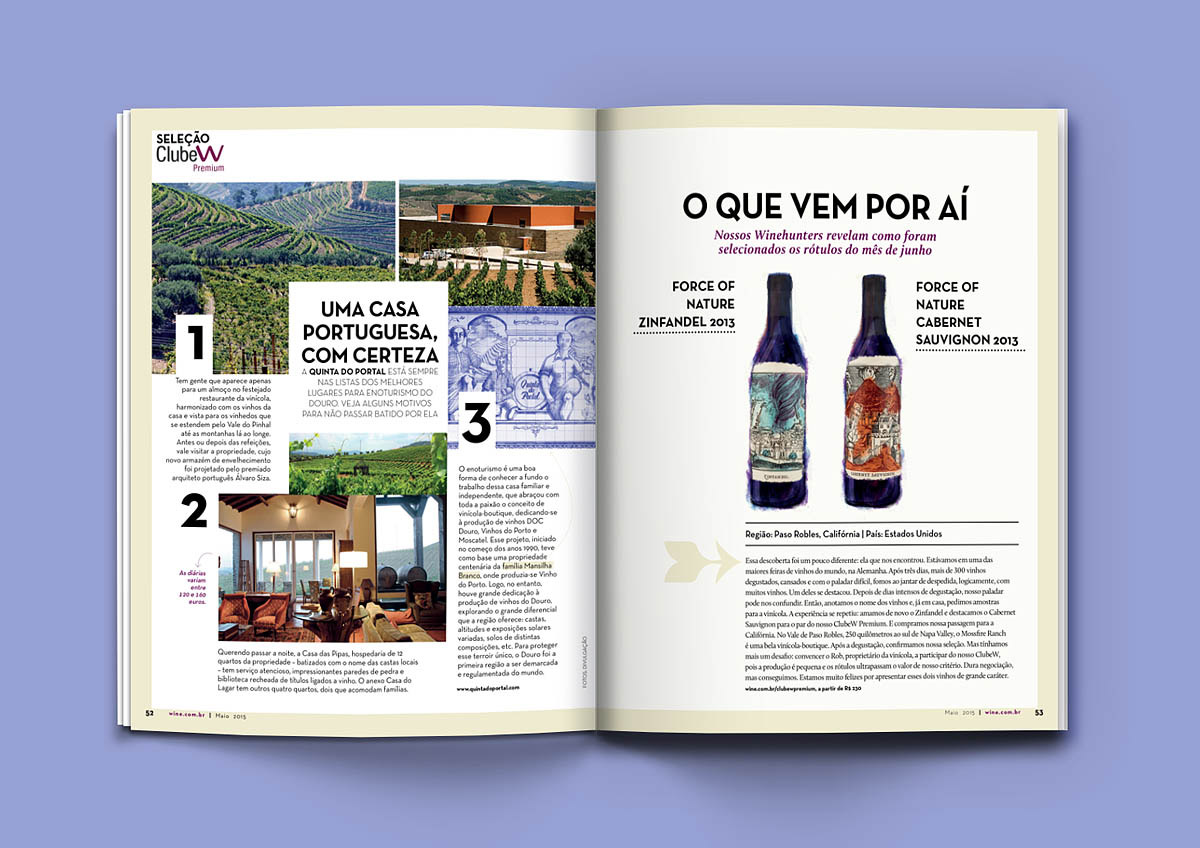 SELEÇÃO
ClubeW
Premium
1
Tem gente que aparece apenas
para um almoço no festejado
restaurante da vinícola,
harmonizado com os vinhos da
casa e vista para os vinhedos que
se estendem pelo Vale do Pinhal
até as montanhas lá ao longe.
Antes ou depois das refeições,
vale visitar a propriedade, cujo
novo armazém de envelhecimento
foi projetado pelo premiado
arquiteto português Álvaro Siza.
UMA CASA
PORTUGUESA,
COM CERTEZA
A QUINTA DO PORTAL ESTÁ SEMPRE
NAS LISTAS DOS MELHORES
LUGARES PARA ENOTURISMO DO
DOURO. VEJA ALGUNS MOTIVOS
PARA NÃO PASSAR BATIDO POR ELA
2
As diárias
variam
entre
120 e 160
euros.
Querendo passar a noite, a Casa das Pipas, hospedaria de 12
quartos da propriedade – batizados com o nome das castas locais
– tem serviço atencioso, impressionantes paredes de pedra e
biblioteca recheada de títulos ligados a vinho. O anexo Casa do
Lagar tem outros quatro quartos, dois que acomodam famílias.
Quinta
do
Portal
3
O enoturismo é uma boa
forma de conhecer a fundo o
trabalho dessa casa familiar e
independente, que abraçou com
toda a paixão o conceito de
vinícola-boutique, dedicando-se
à produção de vinhos DOC
Douro, Vinhos do Porto e
Moscatel. Esse projeto, iniciado
no começo dos anos 1990, teve
como base uma propriedade
centenária da família Mansilha
Branco, onde produzia-se Vinho
do Porto. Logo, no entanto,
houve grande dedicação à
produção de vinhos do Douro,
explorando o grande diferencial
que a região oferece: castas,
altitudes e exposições solares
variadas, solos de distintas
composições, etc. Para proteger
esse terroir único, o Douro foi a
primeira região a ser demarcada
e regulamentada do mundo.
www.quintadoportal.com
FOTOS: DIVULGAÇÃO
52 wine.com.br | Maio 2015
O QUE VEM POR AÍ
Nossos Winehunters revelam como foram
selecionados os rótulos do mês de junho
FORCE OF
NATURE
ZINFANDEL 2013
FORCE OF
NATURE
CABERNET
SAUVIGNON 2013
ZINFANDEL
CABERNET SAUVIGNON
Região: Paso Robles, Califórnia | País: Estados Unidos
Essa descoberta foi um pouco diferente: ela que nos encontrou. Estávamos em uma das
maiores feiras de vinhos do mundo, na Alemanha. Após três dias, mais de 300 vinhos
degustados, cansados e com o paladar difícil, fomos ao jantar de despedida, logicamente, com
muitos vinhos. Um deles se destacou. Depois de dias intensos de degustação, nosso paladar
pode nos confundir. Então, anotamos o nome dos vinhos e, já em casa, pedimos amostras
para a vinícola. A experiência se repetiu: amamos de novo o Zinfandel e destacamos o Cabernet
Sauvignon para o par do nosso ClubeW Premium. E compramos nossa passagem para a
Califórnia. No Vale de Paso Robles, 250 quilômetros ao sul de Napa Valley, o Mossfire Ranch
é uma bela vinícola-boutique. Após a degustação, confirmamos nossa seleção. Mas tínhamos
mais um desafio: convencer o Rob, proprietário da vinícola, a participar do nosso ClubeW,
pois a produção é pequena e os rótulos ultrapassam o valor de nosso critério. Dura negociação,
mas conseguimos. Estamos muito felizes por apresentar esses dois vinhos de grande caráter.
wine.com.br/clubewpremium, a partir de R$ 230
Maio 2015 | wine.com.br 53